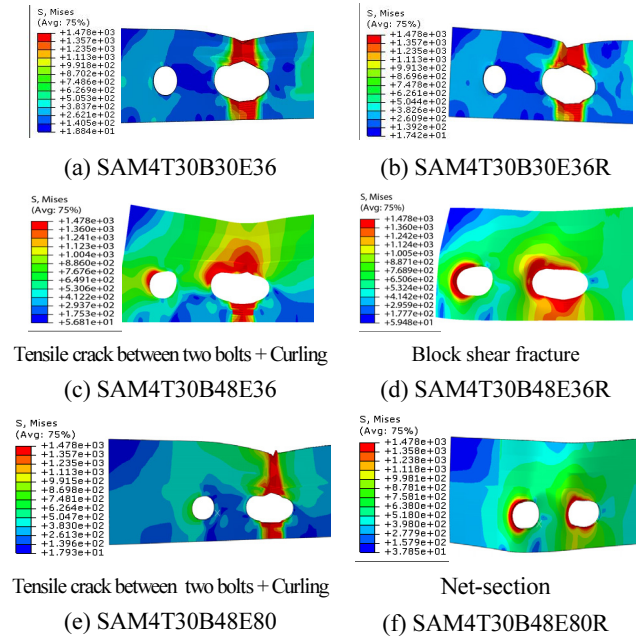 S, Mises
(Avg: 75%)
+1.478e+03
+1.357e+03
+1.235e+03
+1.113e+03
+9.918e+02
+8.702e+02
+7.486e+02
+6.269e+02
+5.053e+02
+3.837e+02
+2.621e+02
+1.405e+02
+1.884e+01
(a) SAM4T30B30E36
S, Mises
(Avg: 75%)
+1.478e+03
+1.357e+03
+1.235e+03
+1.113e+03
+9.913e+02
+8.696e+02
+7.478e+02
+6.261e+02
+5.044e+02
+3.826e+02
+2.609e+02
+1.392e+02
+1.742e+01
(b) SAM4T30B30E36R
S, Mises
(Avg: 75%)
+1.478e+03
+1.360e+03
+1.241e+03
+1.123e+03
+1.004e+03
+8.860e+02
+7.676e+02
+6.491e+02
+5.306e+02
+4.122e+02
+2.937e+02
+1.753e+02
+5.681e+01
Tensile crack between two bolts + Curling
(c) SAM4T30B48E36
S, Mises
(Avg: 75%)
+1.478e+03
+1.360e+03
+1.242e+03
+1.124e+03
+1.005e+03
+8.871e+02
+7.689e+02
+6.506e+02
+5.324e+02
+4.142e+02
+2.959e+02
+1.777e+02
+5.948e+01
Block shear fracture
(d) SAM4T30B48E36R
S, Mises
(Avg: 75%)
+1.478e+03
+1.357e+03
+1.235e+03
+1.113e+03
+9.915e+02
+8.698e+02
+7.481e+02
+6.264e+02
+5.047e+02
+3.830e+02
+2.613e+02
+1.396e+02
+1.793e+01
Tensile crack between two bolts + Curling
(e) SAM4T30B48E80
S, Mises
(Avg: 75%)
+1.478e+03
+1.358e+03
+1.238e+03
+1.118e+03
+9.981e+02
+8.781e+02
+7.581e+02
+6.380e+02
+5.180e+02
+3.980e+02
+2.779e+02
+1.579e+02
+3.785e+01
Net-section
(f) SAM4T30B48E80R